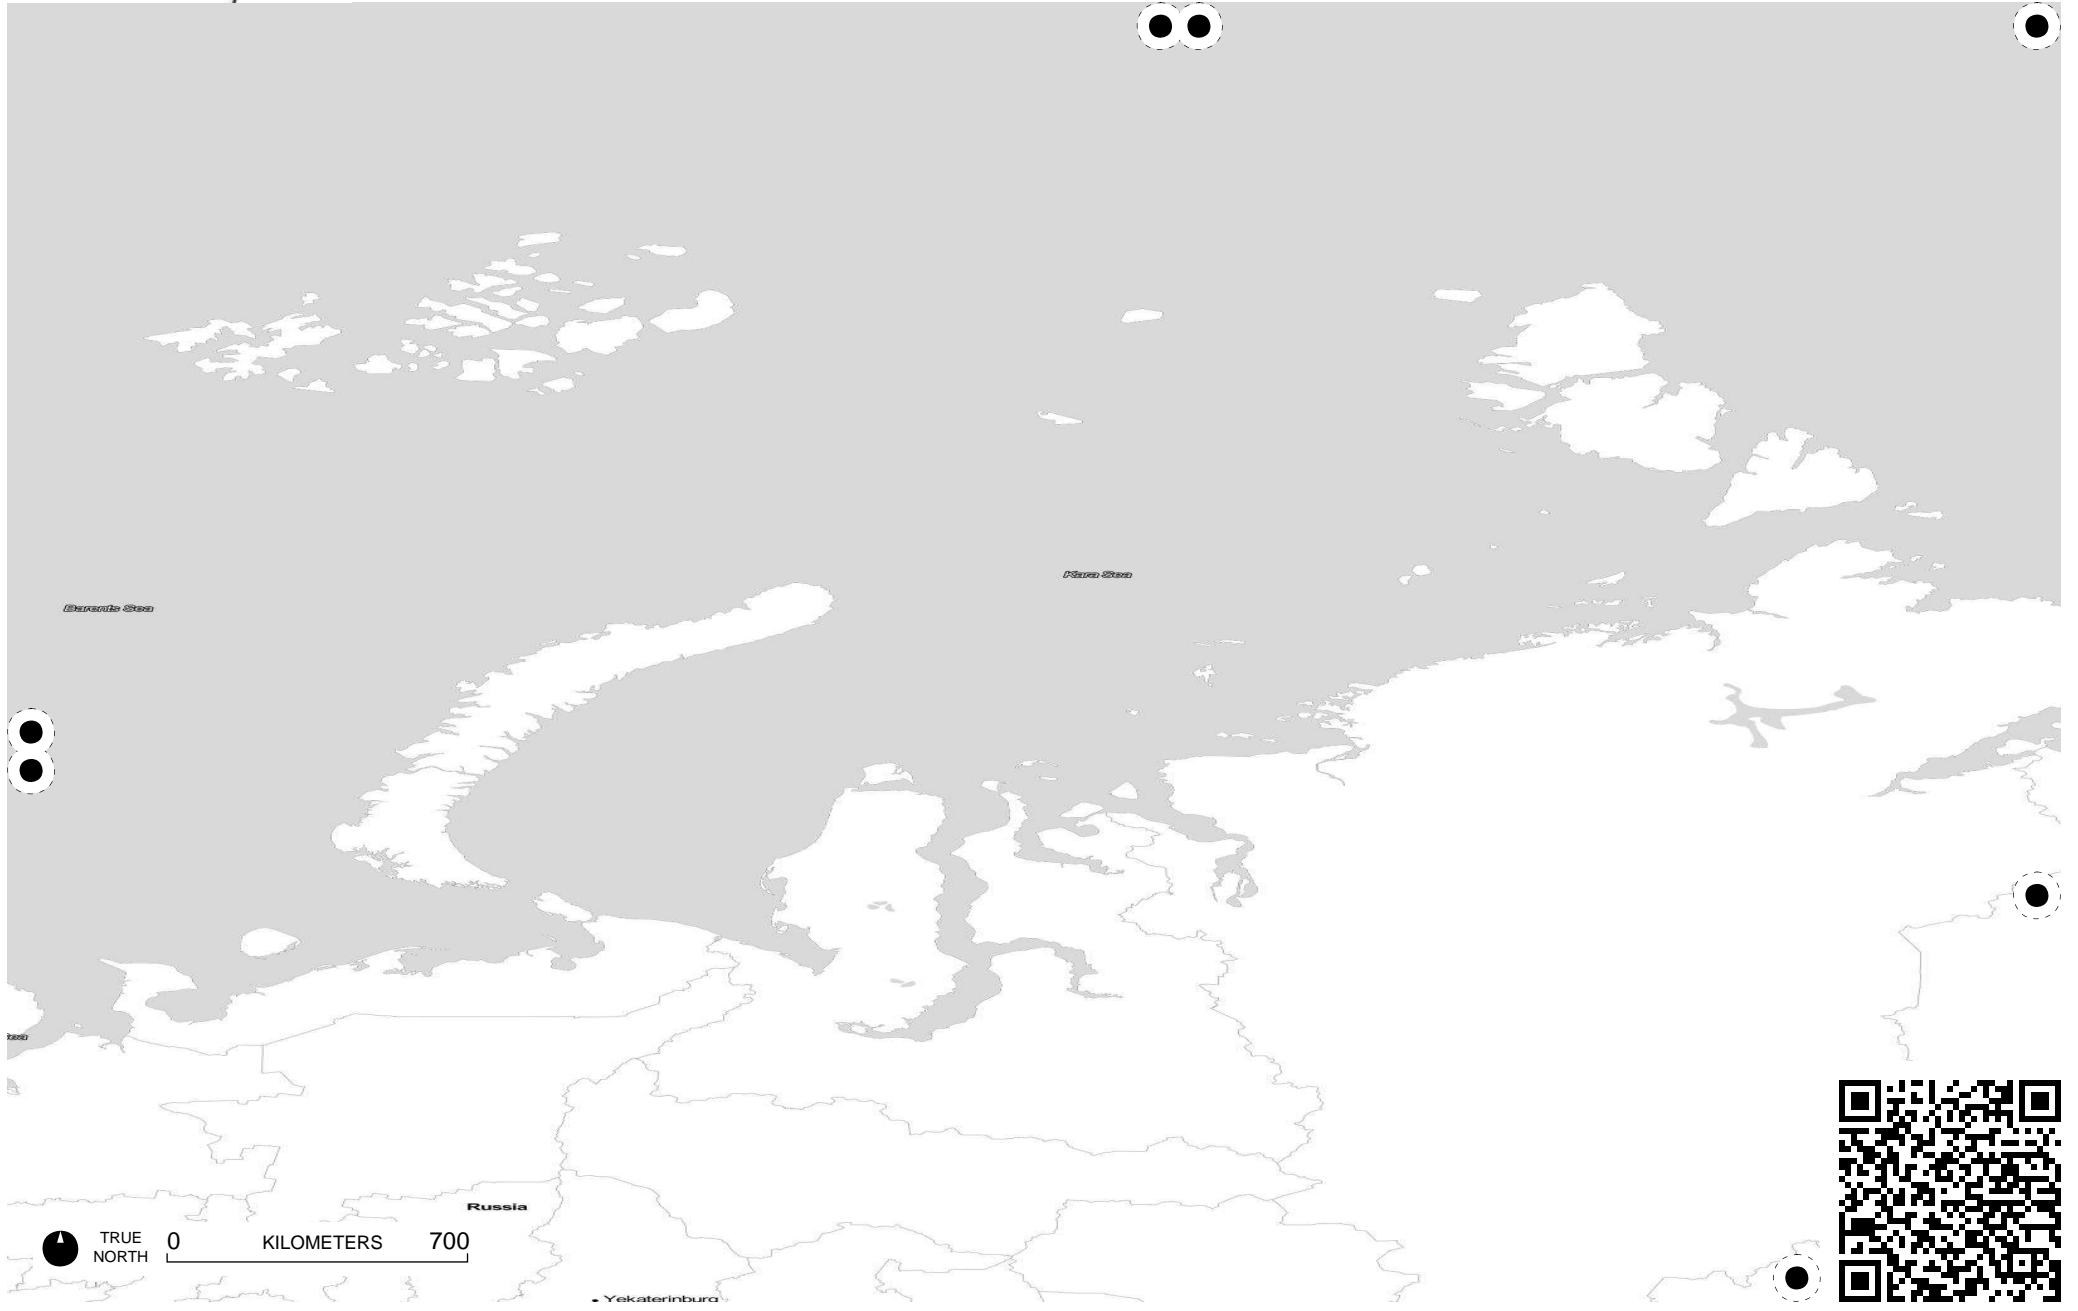 Barents Sea
Kara Sea
Russia
TRUE
NORTH
0 KILOMETERS 700
Yekaterinburg